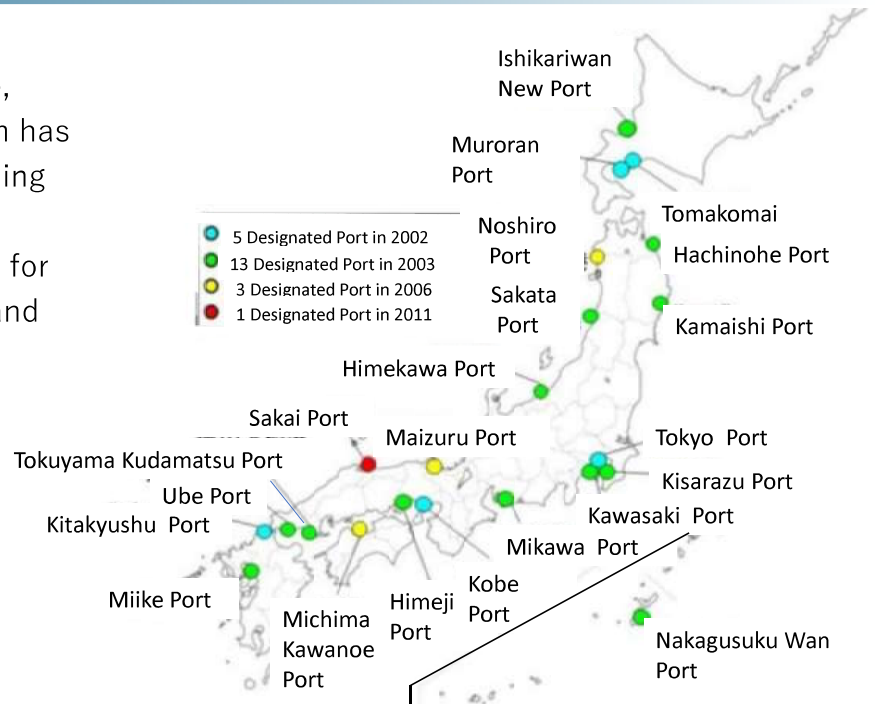 ,
has
ing
for
Ishikariwan
New Port
Muroran
Port
Tomakomai
Noshiro
Port
Hachinohe Port
5 Designated Port in 2002
13 Designated Port in 2003
3 Designated Port in 2006
1 Designated Port in 2011
Sakata
Port
Kamaishi Port
Himekawa Port
Sakai Port
Maizuru Port
Tokyo Port
Tokuyama Kudamatsu Port
Kisarazu Port
Ube Port
Kawasaki Port
Kitakyushu Port
Mikawa Port
Miike Port
Kobe
Port
Himeji
Port
Michima
Kawanoe
Port
Nakagusuku Wan
Port